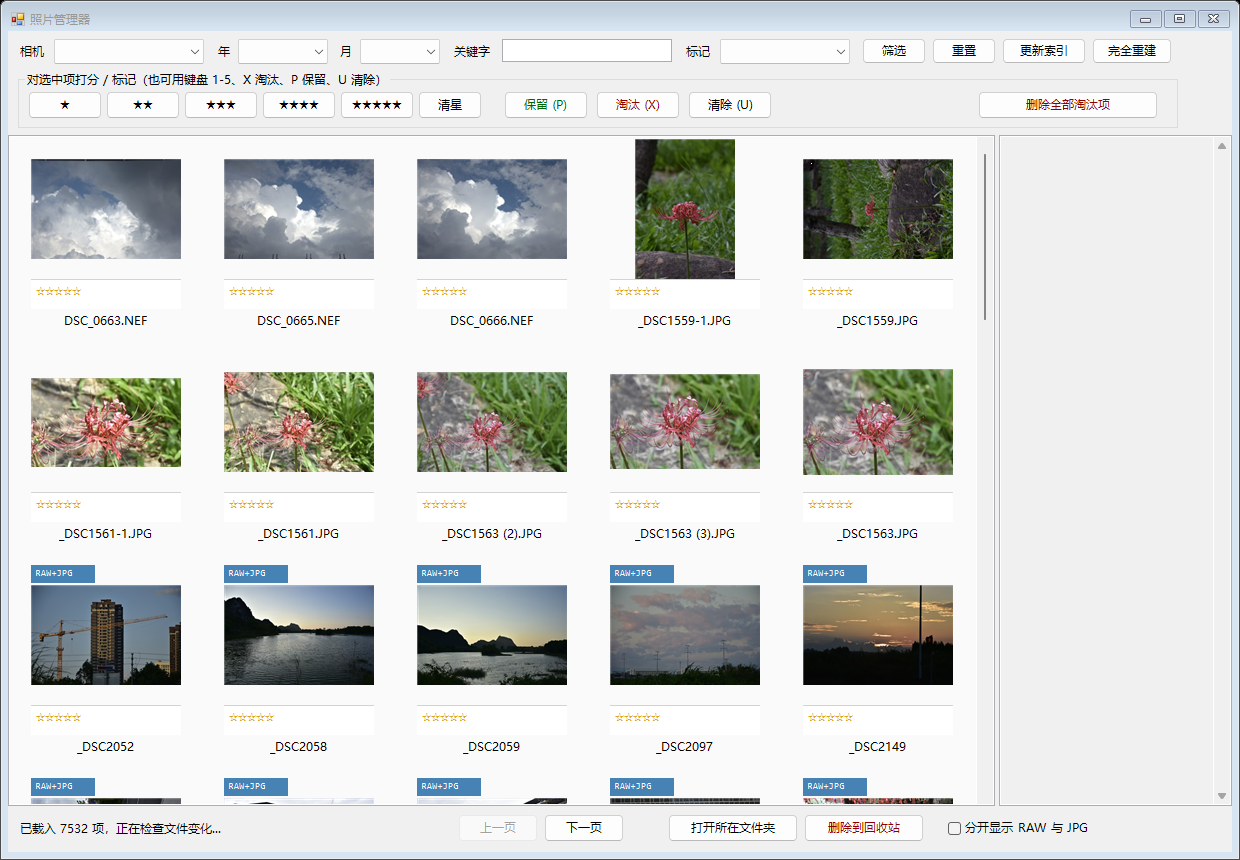 照片管理器
相机 年 月 关键字 标记 筛选 重置 更新索引 完全重建
对选中项打分 / 标记（也可用键盘 1-5、X 淘汰、P 保留、U 清除）
★ ★★ ★★★ ★★★★ ★★★★★ 清星 保留 (P) 淘汰 (X) 清除 (U) 删除全部淘汰项
☆☆☆☆☆ ☆☆☆☆☆ ☆☆☆☆☆ ☆☆☆☆☆ ☆☆☆☆☆
DSC_0663.NEF DSC_0665.NEF DSC_0666.NEF _DSC1559-1.JPG _DSC1559.JPG
☆☆☆☆☆ ☆☆☆☆☆ ☆☆☆☆☆ ☆☆☆☆☆ ☆☆☆☆☆
_DSC1561-1.JPG _DSC1561.JPG _DSC1563 (2).JPG _DSC1563 (3).JPG _DSC1563.JPG
RAW+JPG RAW+JPG RAW+JPG RAW+JPG RAW+JPG
☆☆☆☆☆ ☆☆☆☆☆ ☆☆☆☆☆ ☆☆☆☆☆ ☆☆☆☆☆
_DSC2052 _DSC2058 _DSC2059 _DSC2097 _DSC2149
RAW+JPG RAW+JPG RAW+JPG RAW+JPG RAW+JPG
已载入 7532 项，正在检查文件变化... 上一页 下一页 打开所在文件夹 删除到回收站 分开显示 RAW 与 JPG